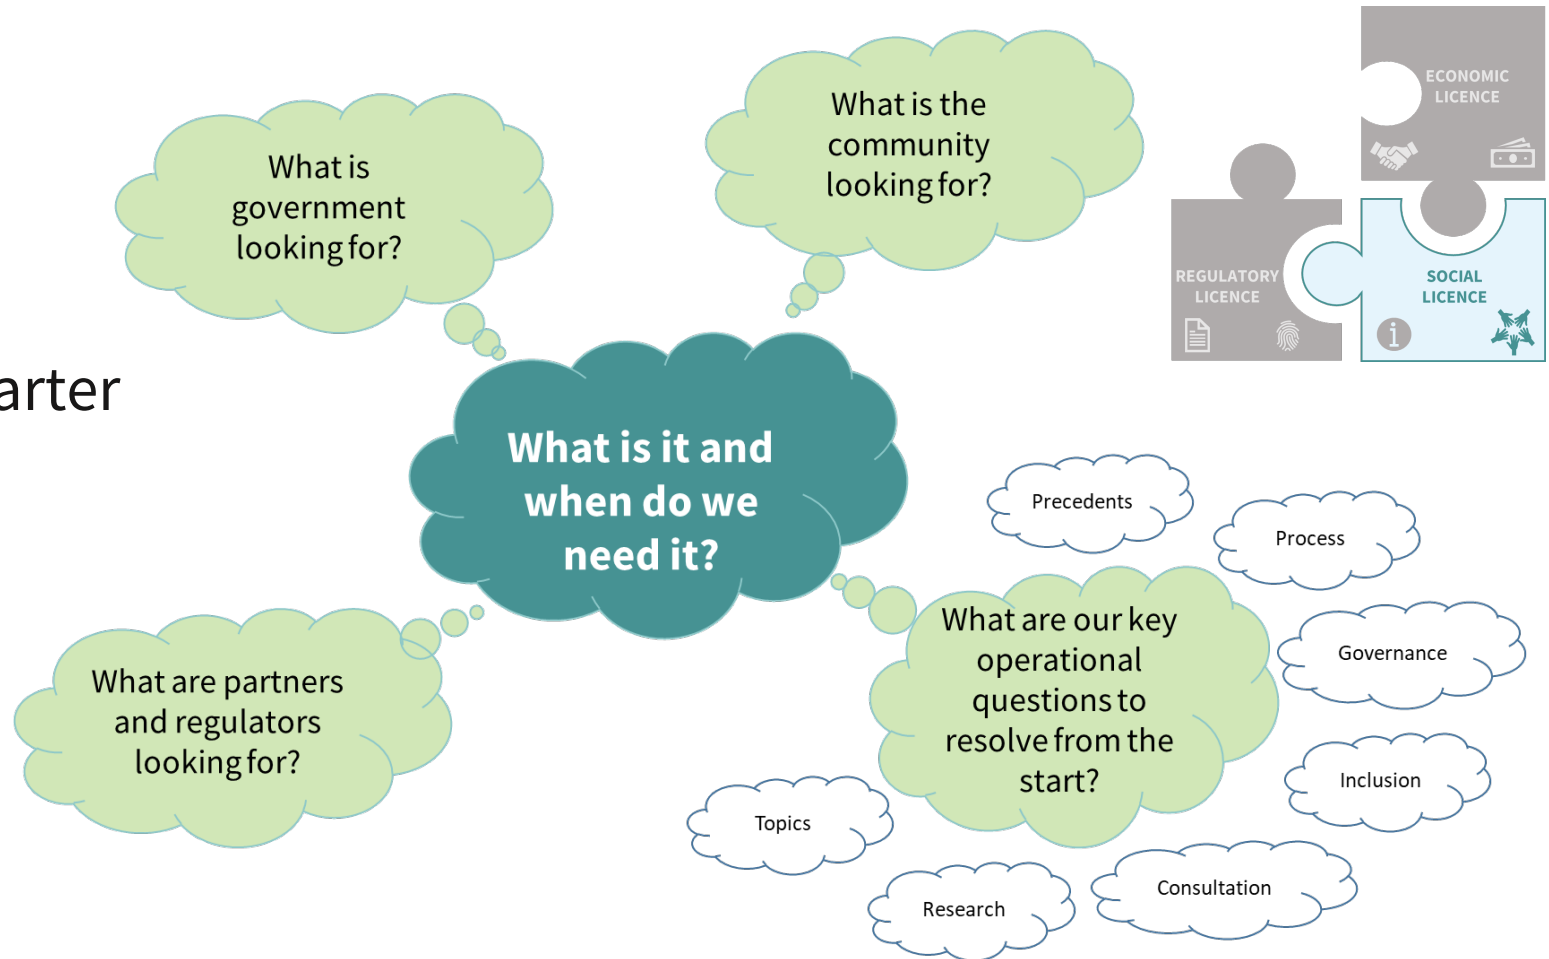 What is
government
looking for?
What is the
community
looking for?
ECONOMIC
LICENCE
REGULATORY
LICENCE
SOCIAL
LICENCE
arter
What is it and
when do we
need it?
Precedents
Process
What are our key
operational
questions to
resolve from the
start?
Governance
What are partners
and regulators
looking for?
Inclusion
Topics
Consultation
Research